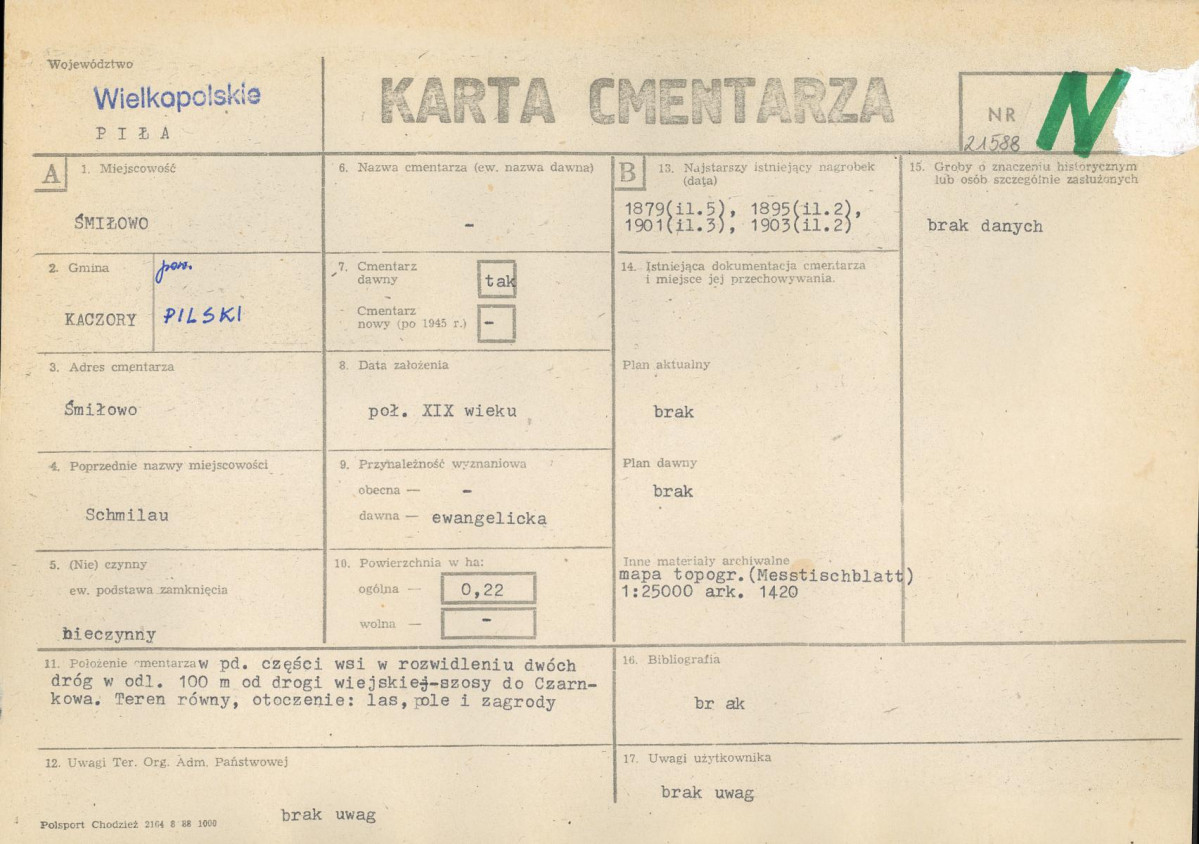 Województwo
Wielkopolskie
PIŁA
KARTA CMENTARZA
NR
21588
N
A
1. Miejscowość
ŚMIŁOWO
2. Gmina
KACZORY
pow.
PILSKI
3. Adres cmentarza
Śmiłowo
4. Poprzednie nazwy miejscowości
Schmilau
5. (Nie) czynny
ew. podstawa zamknięcia
nieczynny
6. Nazwa cmentarza (ew. nazwa dawna)
-
7. Cmentarz
dawny
tak
Cmentarz
nowy (po 1945 r.)
-
8. Data założenia
poł. XIX wieku
9. Przynależność wyznaniowa
obecna — -
dawna — ewangelicka
10. Powierzchnia w ha:
ogólna — 0,22
wolna — -
B
13. Najstarszy istniejący nagrobek
(data)
1879(il.5), 1895(il.2),
1901(il.3), 1903(il.2)
14. Istniejąca dokumentacja cmentarza
i miejsce jej przechowywania.
Plan aktualny
brak
Plan dawny
brak
Inne materiały archiwalne
mapa topogr.(Messtischblatt)
1:25000 ark. 1420
15. Groby o znaczeniu historycznym
lub osób szczególnie zasłużonych
brak danych
11. Położenie cmentarza w pd. części wsi w rozwidleniu dwóch
dróg w odl. 100 m od drogi wiejskiej-szosy do Czarn-
kowa. Teren równy, otoczenie: las, pole i zagrody
12. Uwagi Ter. Org. Adm. Państwowej
brak uwag
16. Bibliografia
br ak
17. Uwagi użytkownika
brak uwag
Polsport Chodzież 2164 8 88 1000